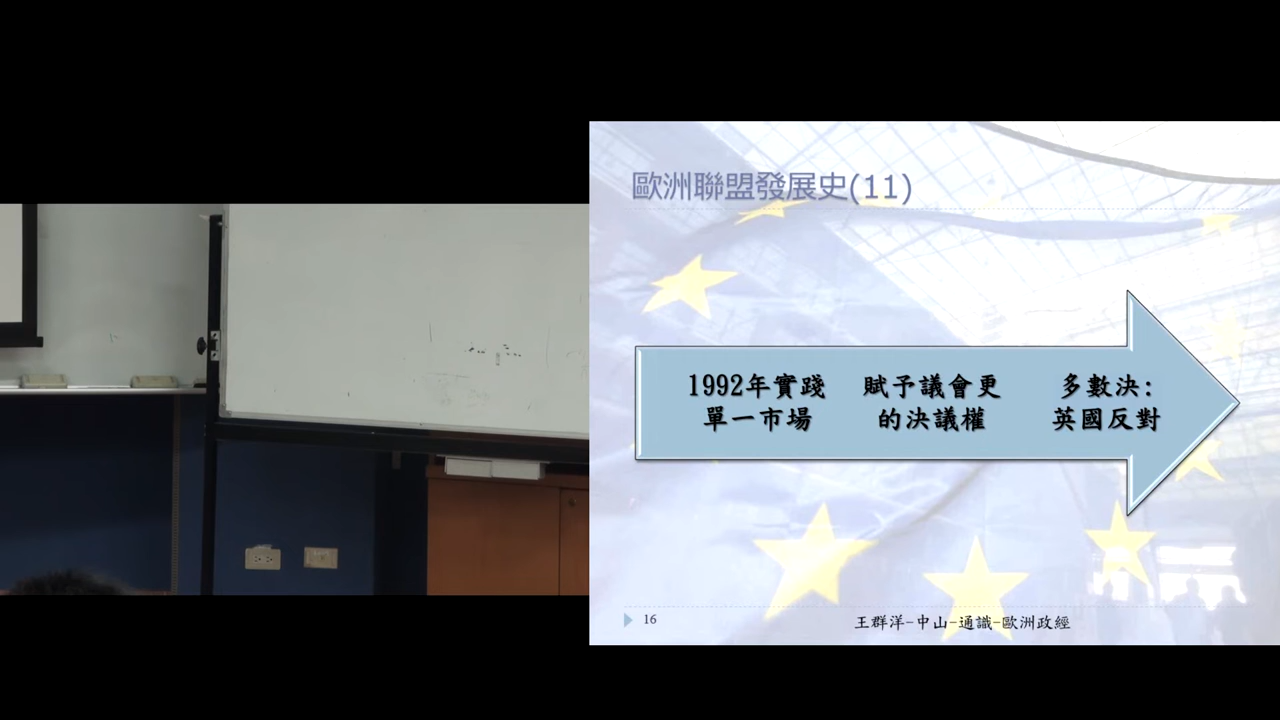 歐洲聯盟發展史(11)
1992年實踐
單一市場
賦予議會更
的決議權
多數決:
英國反對
16
王群洋-中山-通識-歐洲政經